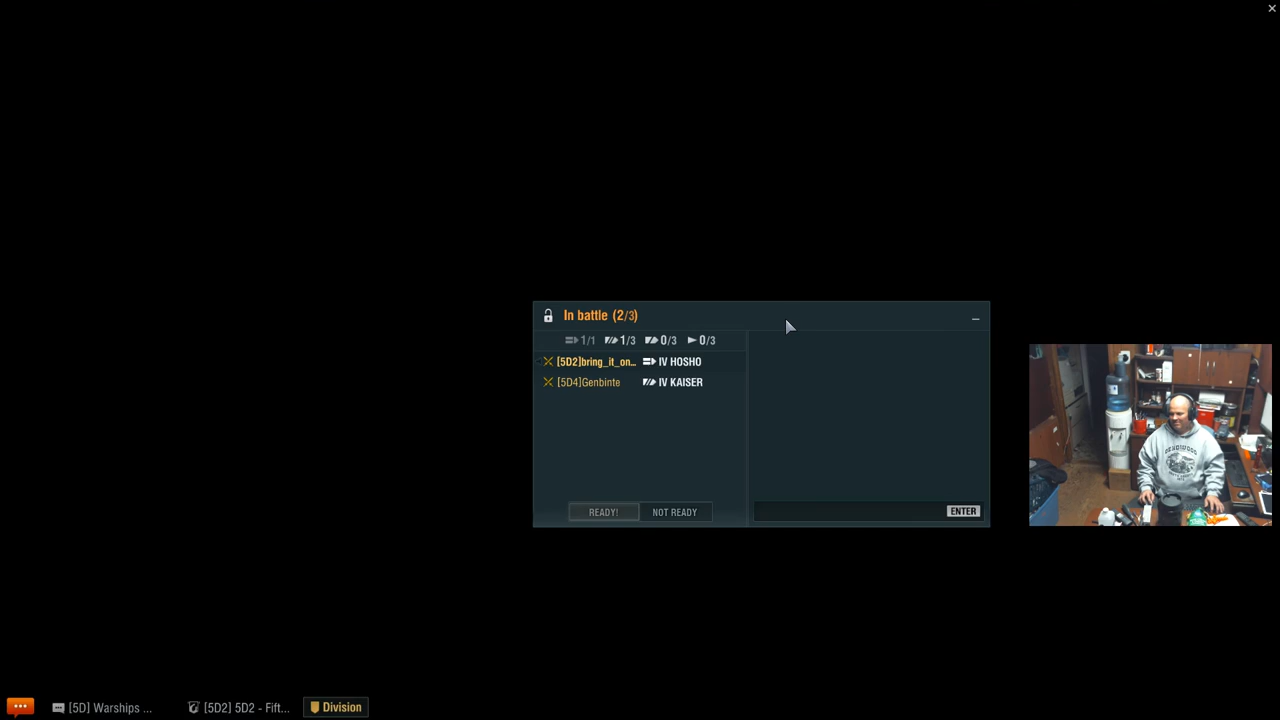 In battle (2/3)
1/1 1/3 0/3 0/3
[5D2]bring_it_on... IV HOSHO
[5D4]Genbinte IV KAISER
READY! NOT READY
ENTER
[5D] Warships ... [5D2] 5D2 - Fift... Division